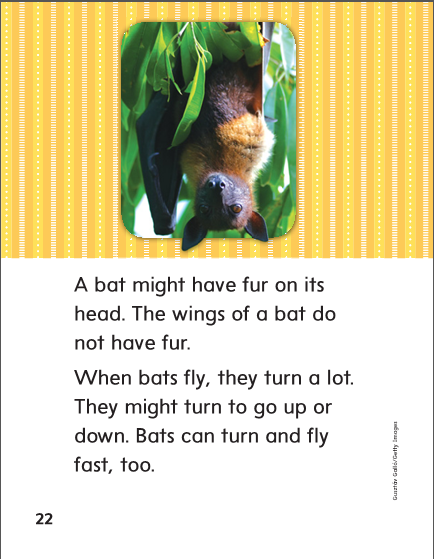 A bat might have fur on its
head. The wings of a bat do
not have fur.
When bats fly, they turn a lot.
They might turn to go up or
down. Bats can turn and fly
fast, too.
Gusztáv Galló/Getty Images
22